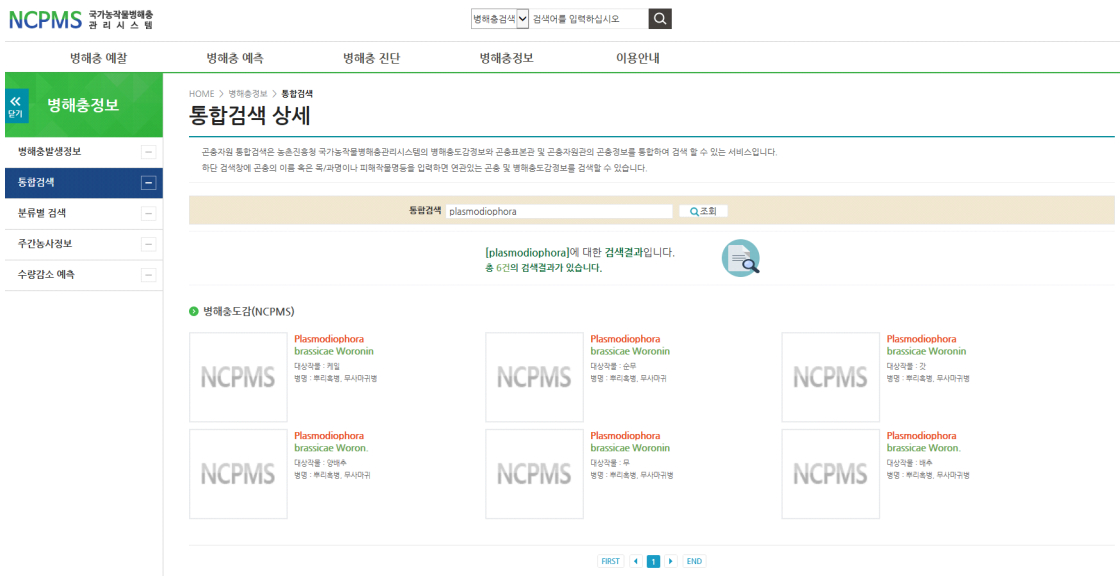 NCPMS 국가농작물병해충
관 리 시 스 템
병해충검색 검색어를 입력하십시오
병해충 예찰 병해충 예측 병해충 진단 병해충정보 이용안내
닫기 병해충정보
병해충발생정보
통합검색
분류별 검색
주간농사정보
수량감소 예측
HOME > 병해충정보 > 통합검색
통합검색 상세
곤충자원 통합검색은 농촌진흥청 국가농작물병해충관리시스템의 병해충도감정보와 곤충표본관 및 곤충자원관의 곤충정보를 통합하여 검색 할 수 있는 서비스입니다.
하단 검색창에 곤충의 이름 혹은 목/과명이나 피해작물명등을 입력하면 연관있는 곤충 및 병해충도감정보를 검색할 수 있습니다.
통합검색 plasmodiophora 조회
[plasmodiophora]에 대한 검색결과입니다.
총 6건의 검색결과가 있습니다.
병해충도감(NCPMS)
NCPMS
Plasmodiophora
brassicae Woronin
대상작물 : 케일
병명 : 뿌리혹병, 무사마귀병
NCPMS
Plasmodiophora
brassicae Woronin
대상작물 : 순무
병명 : 뿌리혹병, 무사마귀
NCPMS
Plasmodiophora
brassicae Woronin
대상작물 : 갓
병명 : 뿌리혹병, 무사마귀병
NCPMS
Plasmodiophora
brassicae Woron.
대상작물 : 양배추
병명 : 뿌리혹병, 무사마귀
NCPMS
Plasmodiophora
brassicae Woronin
대상작물 : 무
병명 : 뿌리혹병, 무사마귀병
NCPMS
Plasmodiophora
brassicae Woron.
대상작물 : 배추
병명 : 뿌리혹병, 무사마귀병
FIRST 1 END